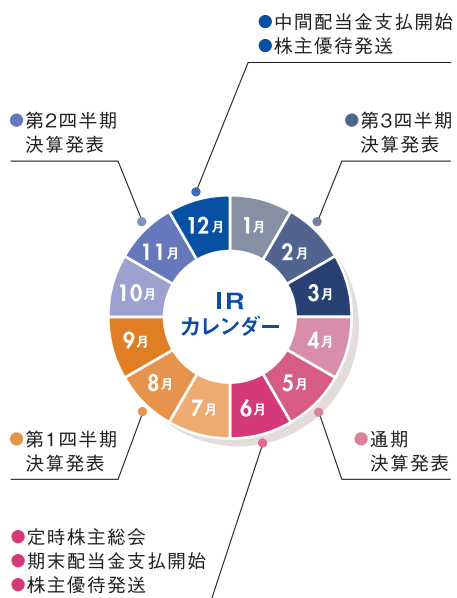 ●中間配当金支払開始
●株主優待発送
●第2四半期
決算発表
●第3四半期
決算発表
12月
1月
11月
2月
10月
3月
IR
カレンダー
9月
4月
8月
5月
7月
6月
●第1四半期
決算発表
●通期
決算発表
●定時株主総会
●期末配当金支払開始
●株主優待発送